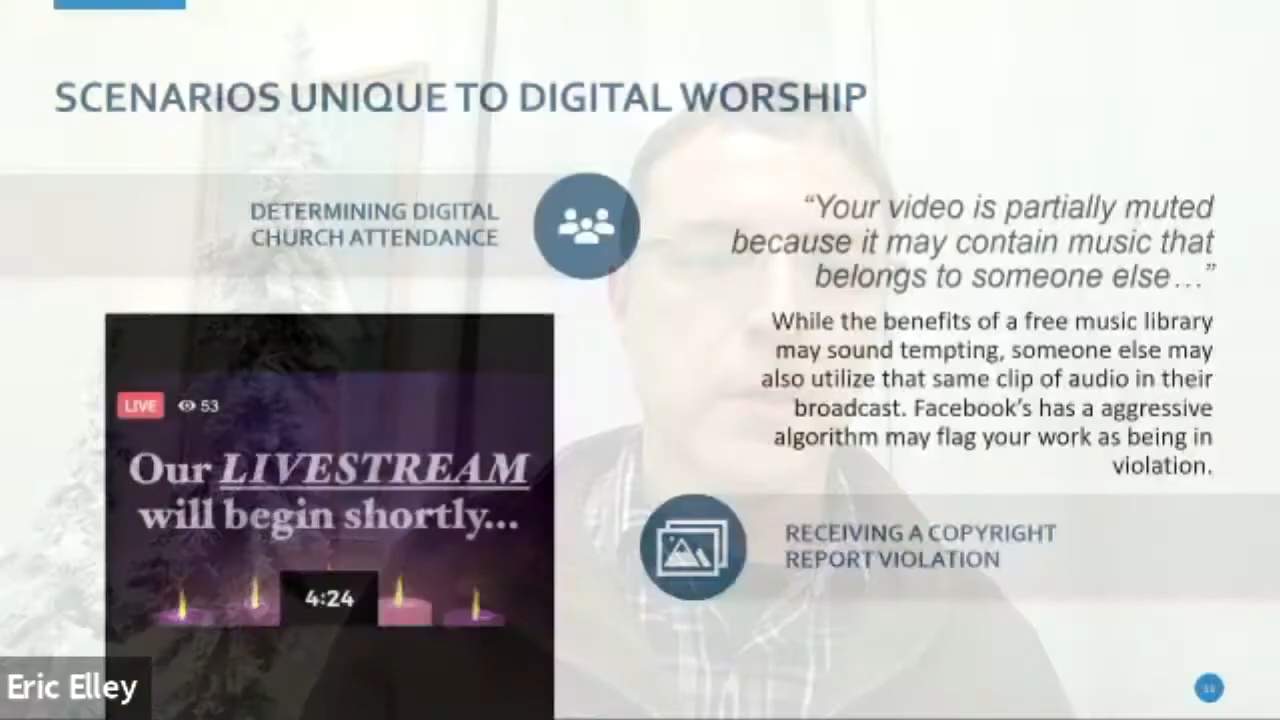 SCENARIOS UNIQUE TO DIGITAL WORSHIP
DETERMINING DIGITAL
CHURCH ATTENDANCE
“Your video is partially muted
because it may contain music that
belongs to someone else…”
While the benefits of a free music library
may sound tempting, someone else may
also utilize that same clip of audio in their
broadcast. Facebook’s has a aggressive
algorithm may flag your work as being in
violation.
LIVE 53
Our LIVESTREAM
will begin shortly...
4:24
RECEIVING A COPYRIGHT
REPORT VIOLATION
Eric Elley